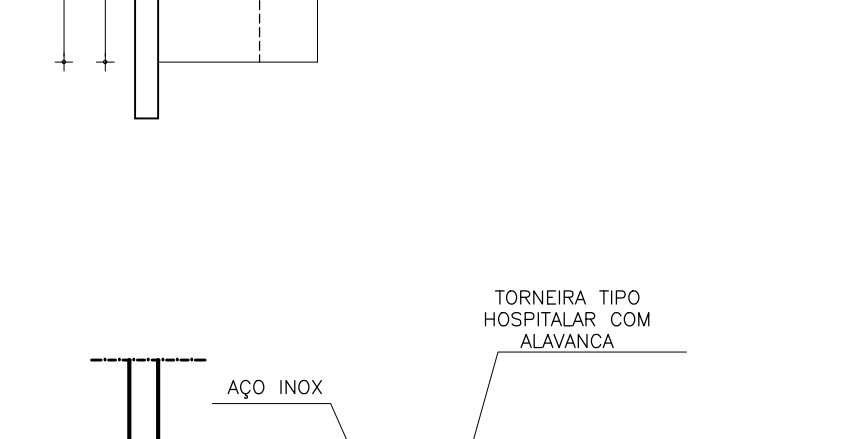 TORNEIRA TIPO
HOSPITALAR COM
ALAVANCA
AÇO INOX